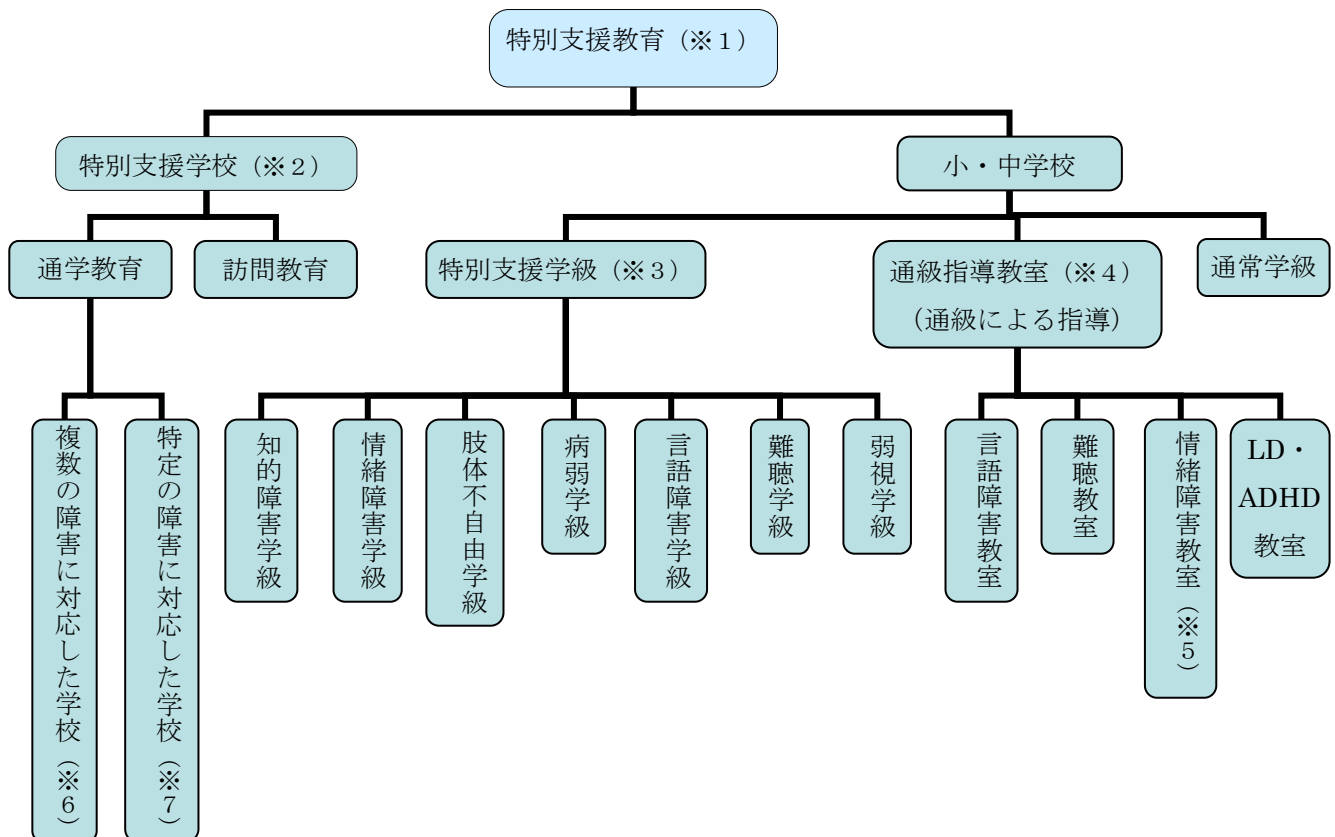 特別支援教育（※１）
特別支援学校（※２）
小・中学校
通学教育
訪問教育
特別支援学級（※３）
通級指導教室（※４）
（通級による指導）
通常学級
複数の障害に対応した学校（※６）
特定の障害に対応した学校（※７）
知的障害学級
情緒障害学級
肢体不自由学級
病弱学級
言語障害学級
難聴学級
弱視学級
言語障害教室
難聴教室
情緒障害教室（※５）
LD・
ADHD
教室